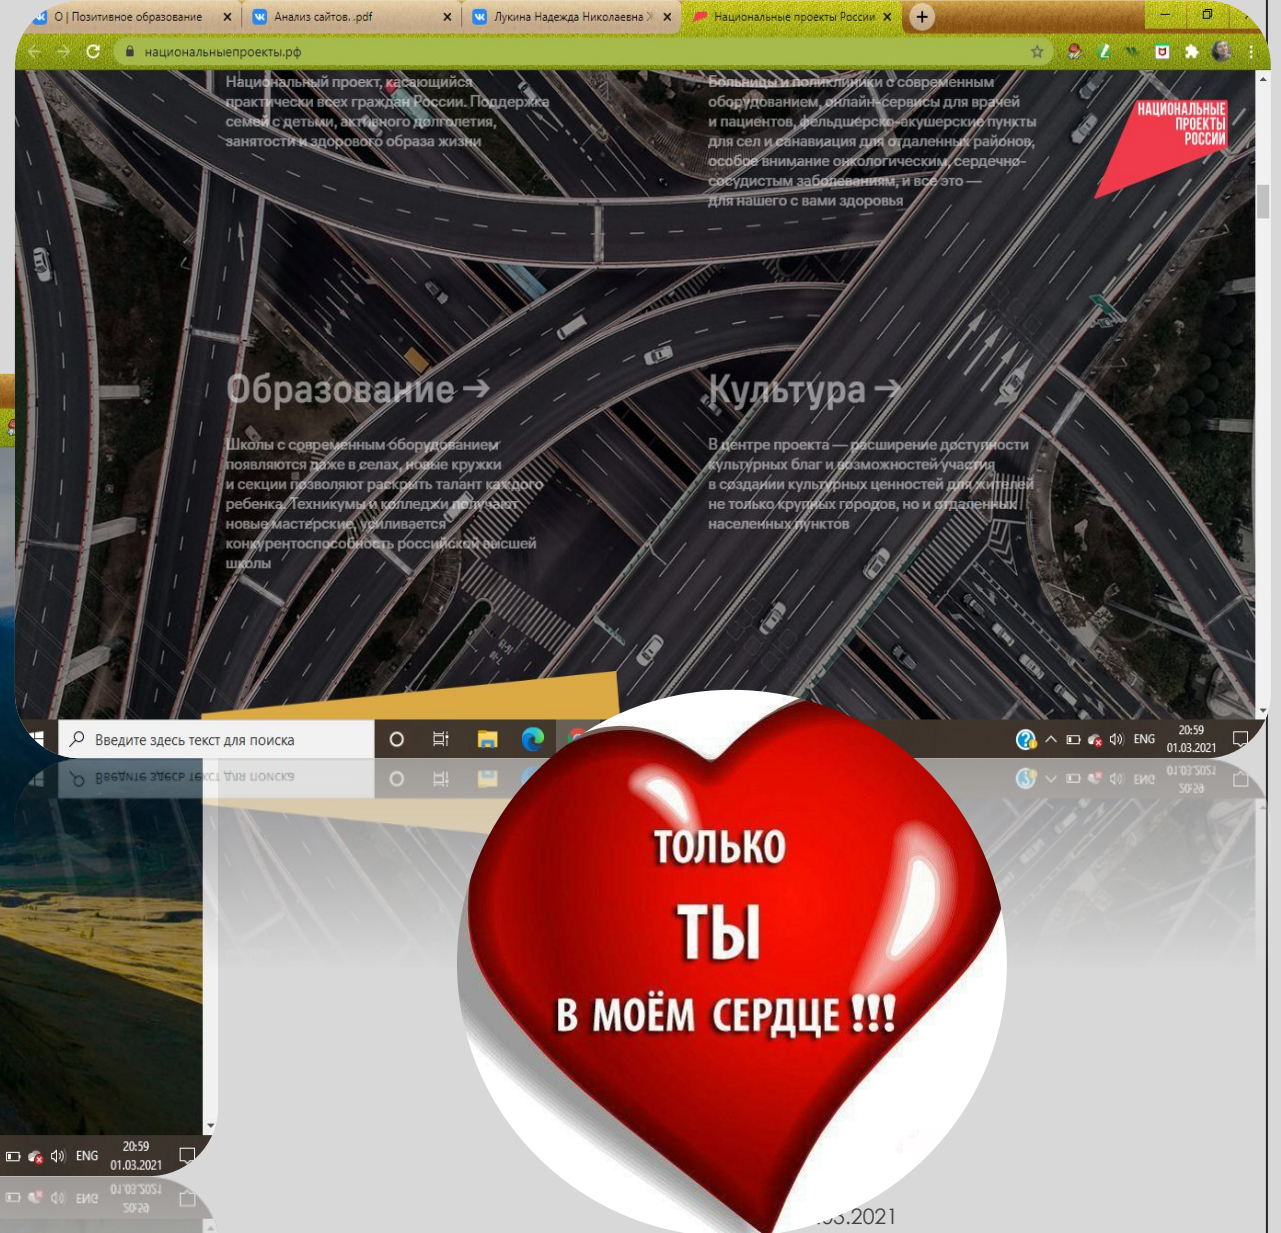 О | Позитивное образование
Анализ сайтов. .pdf
Лукина Надежда Николаевна
Национальные проекты России
национальныепроекты.рф
Национальный проект, касающийся
практически всех граждан России. Поддержка
семей с детьми, активного долголетия,
занятости и здорового образа жизни
Больницы и поликлиники с современным
оборудованием, онлайн-сервисы для врачей
и пациентов, фельдшерско-акушерские пункты
для сел и санавиация для отдаленных районов,
особое внимание онкологическим, сердечно-
сосудистым заболеваниям, и все это —
для нашего с вами здоровья
НАЦИОНАЛЬНЫЕ
ПРОЕКТЫ
РОССИИ
Образование →
Школы с современным оборудованием
появляются даже в селах, новые кружки
и секции позволяют раскрыть талант каждого
ребенка. Техникумы и колледжи получают
новые мастерские, усиливается
конкурентоспособность российской высшей
школы
Культура →
В центре проекта — расширение доступности
культурных благ и возможностей участия
в создании культурных ценностей для жителей
не только крупных городов, но и отдаленных
населенных пунктов
Введите здесь текст для поиска
ENG
20:59
01.03.2021
ТОЛЬКО
ТЫ
В МОЁМ СЕРДЦЕ !!!
ENG
20:59
01.03.2021
.03.2021